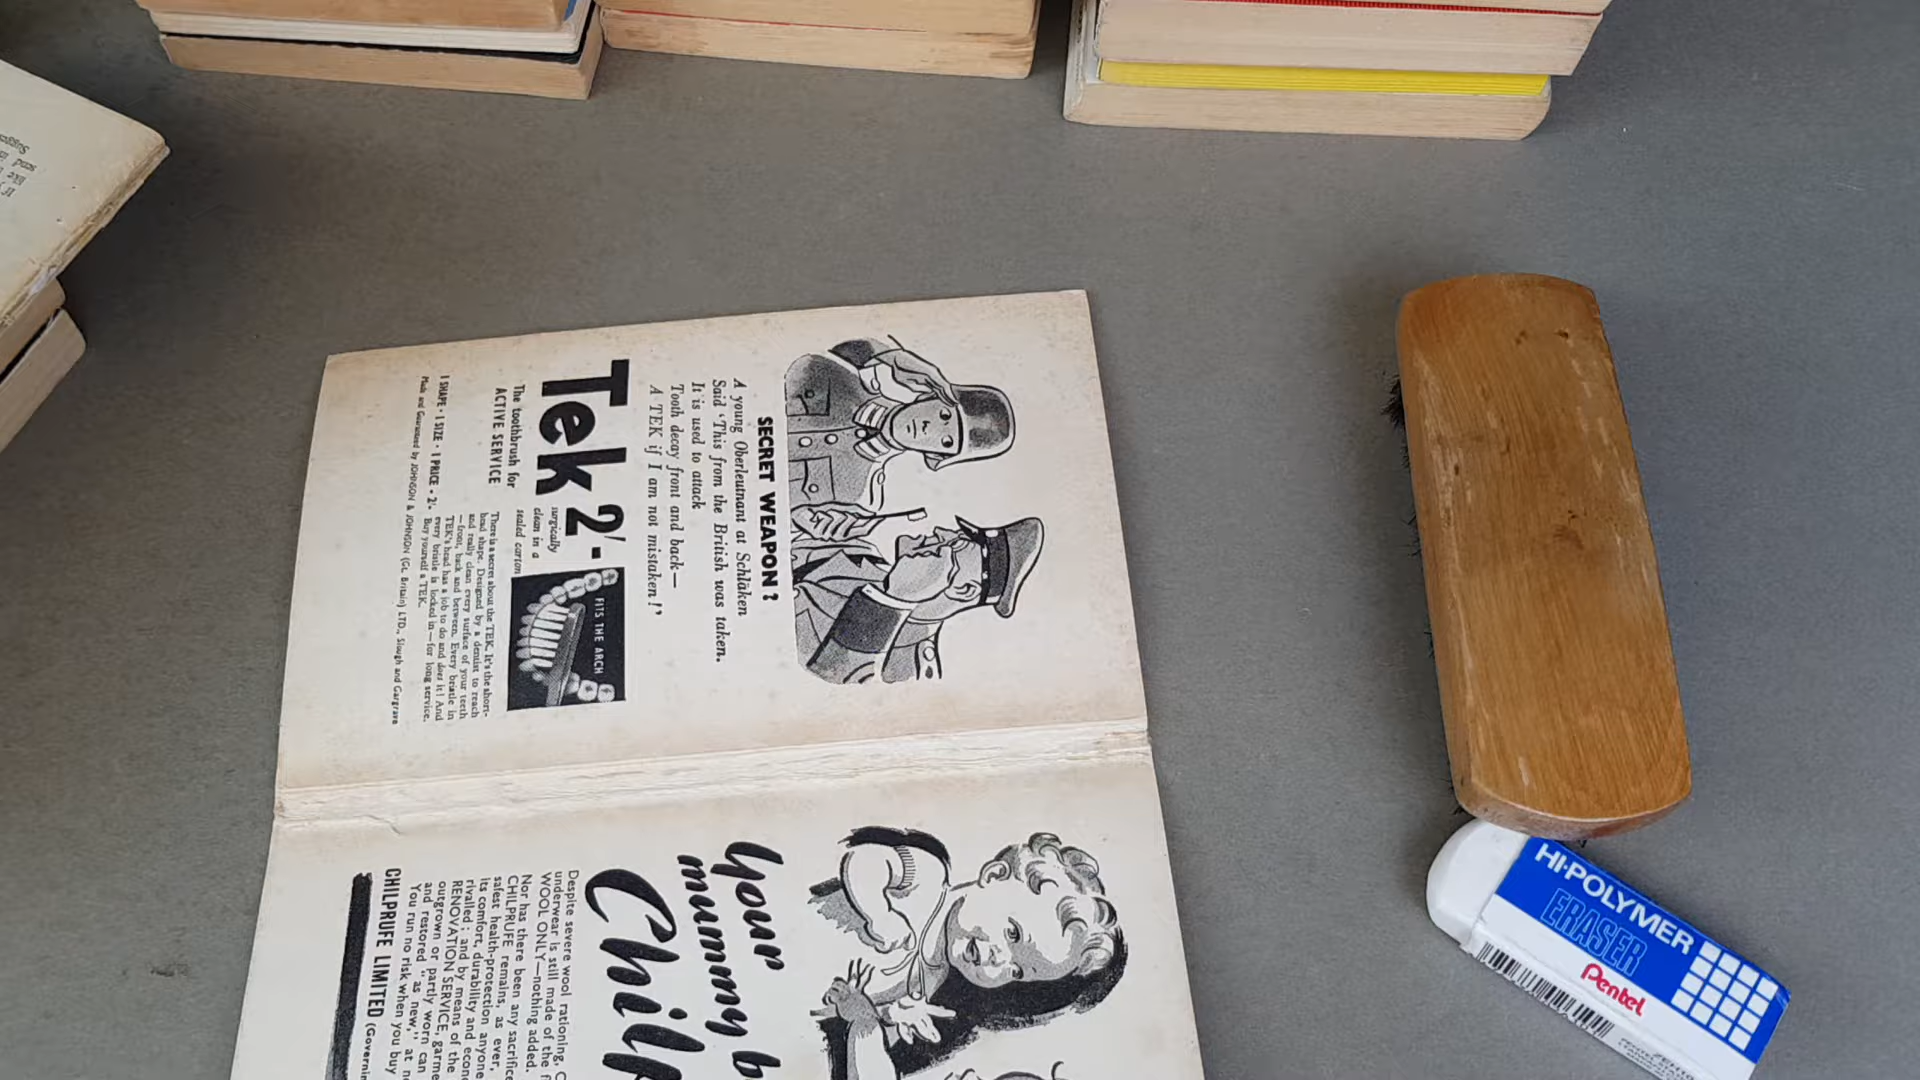 SECRET WEAPON?
A young Oberleutnant at Schläken
Said 'This from the British was taken.
It is used to attack
Tooth decay front and back—
A TEK if I am not mistaken!'
Tek 2/-
surgically
clean in a
sealed carton
The toothbrush for
ACTIVE SERVICE
FITS THE ARCH
There is a secret about the TEK. It's the short-
head shape. Designed by a dentist to reach
and really clean every surface of your teeth
—front, back and between. Every bristle in
TEK's head has a job to do and does it! And
every bristle is locked in—for long service.
Buy yourself a TEK.
1 SHAPE · 1 SIZE · 1 PRICE · 2/-
Made and Guaranteed by JOHNSON & JOHNSON (Gt. Britain) LTD., Slough and Gargrave
Your
mummy b
Chilp
Despite severe wool rationing, C
underwear is still made of the f
WOOL ONLY—nothing added.
Nor has there been any sacrifice
CHILPRUFE remains, as ever,
safest health-protection anyone
its comfort, durability and econo
rivalled; and by means of the
RENOVATION SERVICE, garme
outgrown or partly worn can
and restored "as new," at n
You run no risk when you buy
CHILPRUFE LIMITED (Governin
HI-POLYMER
ERASER
Pentel